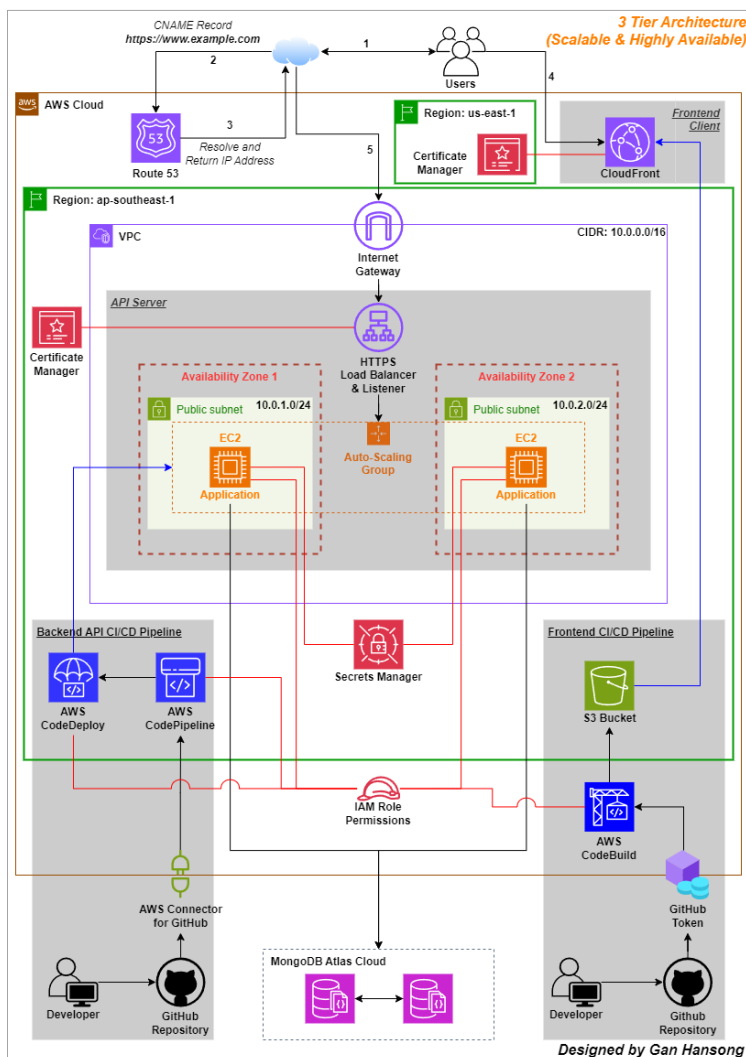 CNAME Record
https://www.example.com
3 Tier Architecture
(Scalable & Highly Available)
1
2
Users
4
aws
AWS Cloud
53
3
Resolve and
Return IP Address
Route 53
5
Region: us-east-1
Certificate
Manager
Frontend
Client
CloudFront
Region: ap-southeast-1
VPC
CIDR: 10.0.0.0/16
Internet
Gateway
API Server
Certificate
Manager
HTTPS
Load Balancer
& Listener
Availability Zone 1
Availability Zone 2
Public subnet
10.0.1.0/24
Public subnet
10.0.2.0/24
EC2
Application
Auto-Scaling
Group
EC2
Application
Backend API CI/CD Pipeline
AWS
CodeDeploy
AWS
CodePipeline
Secrets Manager
Frontend CI/CD Pipeline
S3 Bucket
IAM Role
Permissions
AWS
CodeBuild
AWS Connector
for GitHub
GitHub
Token
Developer
GitHub
Repository
MongoDB Atlas Cloud
Developer
GitHub
Repository
Designed by Gan Hansong